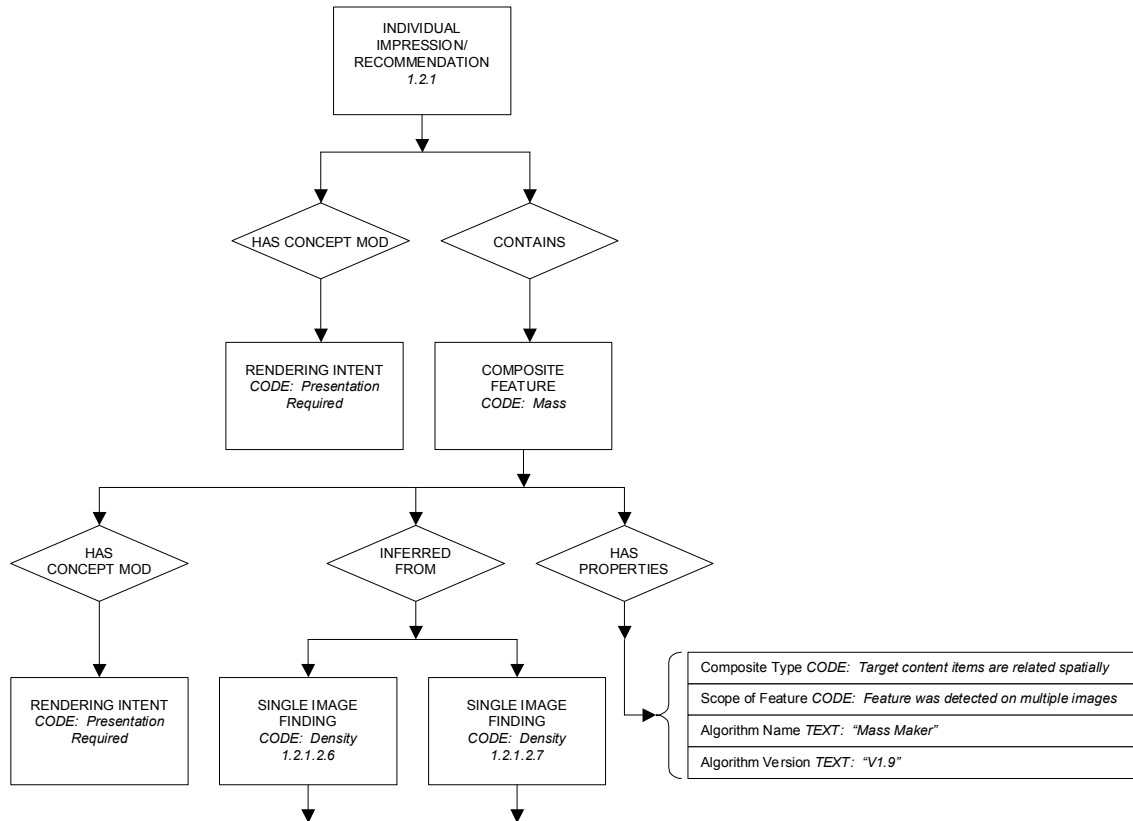 INDIVIDUAL
IMPRESSION/
RECOMMENDATION
1.2.1
HAS CONCEPT MOD
CONTAINS
RENDERING INTENT
CODE: Presentation
Required
COMPOSITE
FEATURE
CODE: Mass
HAS
CONCEPT MOD
INFERRED
FROM
HAS
PROPERTIES
RENDERING INTENT
CODE: Presentation
Required
SINGLE IMAGE
FINDING
CODE: Density
1.2.1.2.6
SINGLE IMAGE
FINDING
CODE: Density
1.2.1.2.7
Composite Type CODE: Target content items are related spatially
Scope of Feature CODE: Feature was detected on multiple images
Algorithm Name TEXT: “Mass Maker”
Algorithm Version TEXT: “V1.9”